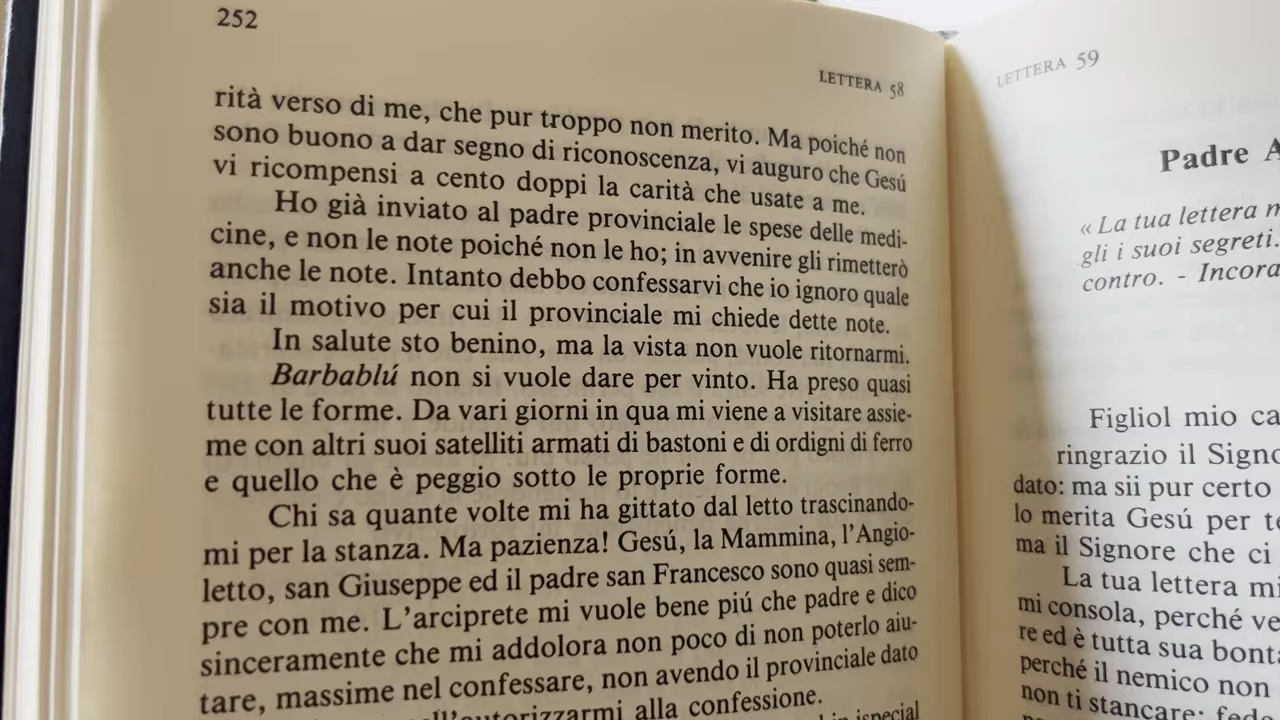 252
LETTERA 58
rità verso di me, che pur troppo non merito. Ma poiché non
sono buono a dar segno di riconoscenza, vi auguro che Gesú
vi ricompensi a cento doppi la carità che usate a me.
Ho già inviato al padre provinciale le spese delle medi-
cine, e non le note poiché non le ho; in avvenire gli rimetterò
anche le note. Intanto debbo confessarvi che io ignoro quale
sia il motivo per cui il provinciale mi chiede dette note.
In salute sto benino, ma la vista non vuole ritornarmi.
Barbablú non si vuole dare per vinto. Ha preso quasi
tutte le forme. Da vari giorni in qua mi viene a visitare assie-
me con altri suoi satelliti armati di bastoni e di ordigni di ferro
e quello che è peggio sotto le proprie forme.
Chi sa quante volte mi ha gittato dal letto trascinando-
mi per la stanza. Ma pazienza! Gesú, la Mammina, l'Angio-
letto, san Giuseppe ed il padre san Francesco sono quasi sem-
pre con me. L'arciprete mi vuole bene piú che padre e dico
sinceramente che mi addolora non poco di non poterlo aiu-
tare, massime nel confessare, non avendo il provinciale dato
alla confessione.
LETTERA 59
Padre A
« La tua lettera m
gli i suoi segreti.
contro. - Incora
Figliol mio ca
ringrazio il Signo
dato: ma sii pur certo
lo merita Gesú per te
ma il Signore che ci
La tua lettera mi
mi consola, perché ve
re ed è tutta sua bont
perché il nemico non
non ti stancare: fede